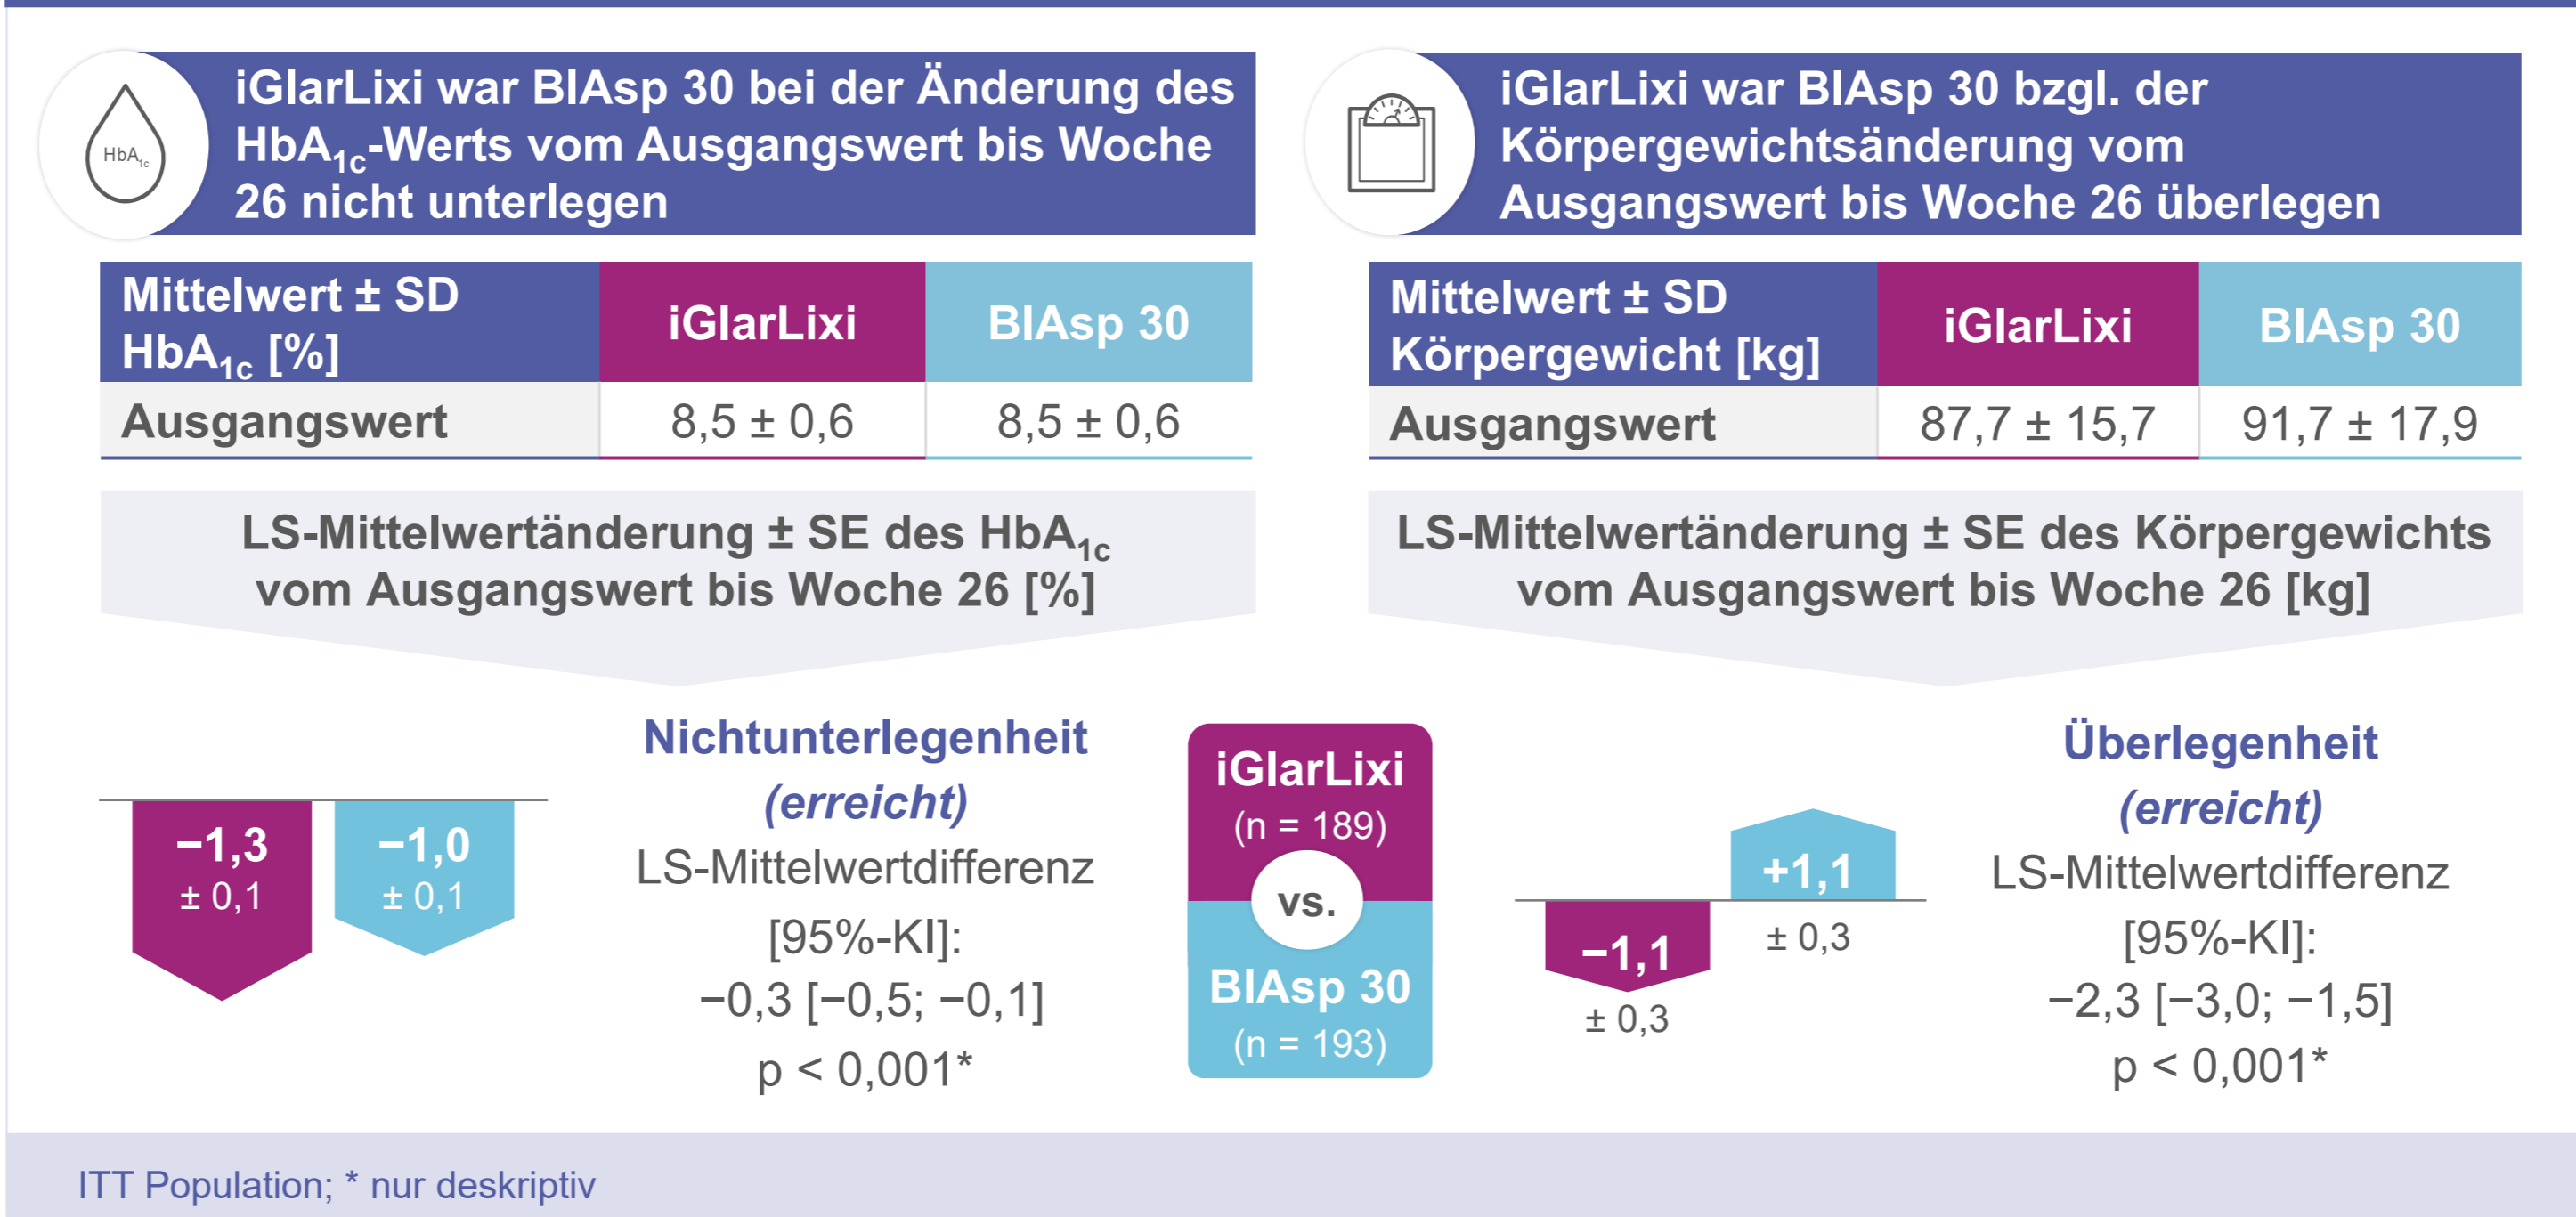 HbA1c
iGlarLixi war BIAsp 30 bei der Änderung des
HbA1c-Werts vom Ausgangswert bis Woche
26 nicht unterlegen
Mittelwert ± SD
HbA1c [%]
iGlarLixi
BIAsp 30
Ausgangswert
8,5 ± 0,6
8,5 ± 0,6
LS-Mittelwertänderung ± SE des HbA1c
vom Ausgangswert bis Woche 26 [%]
−1,3
± 0,1
−1,0
± 0,1
Nichtunterlegenheit
(erreicht)
LS-Mittelwertdifferenz
[95%-KI]:
−0,3 [−0,5; −0,1]
p < 0,001*
iGlarLixi
(n = 189)
vs.
BIAsp 30
(n = 193)
iGlarLixi war BIAsp 30 bzgl. der
Körpergewichtsänderung vom
Ausgangswert bis Woche 26 überlegen
Mittelwert ± SD
Körpergewicht [kg]
iGlarLixi
BIAsp 30
Ausgangswert
87,7 ± 15,7
91,7 ± 17,9
LS-Mittelwertänderung ± SE des Körpergewichts
vom Ausgangswert bis Woche 26 [kg]
−1,1
± 0,3
+1,1
± 0,3
Überlegenheit
(erreicht)
LS-Mittelwertdifferenz
[95%-KI]:
−2,3 [−3,0; −1,5]
p < 0,001*
ITT Population; * nur deskriptiv